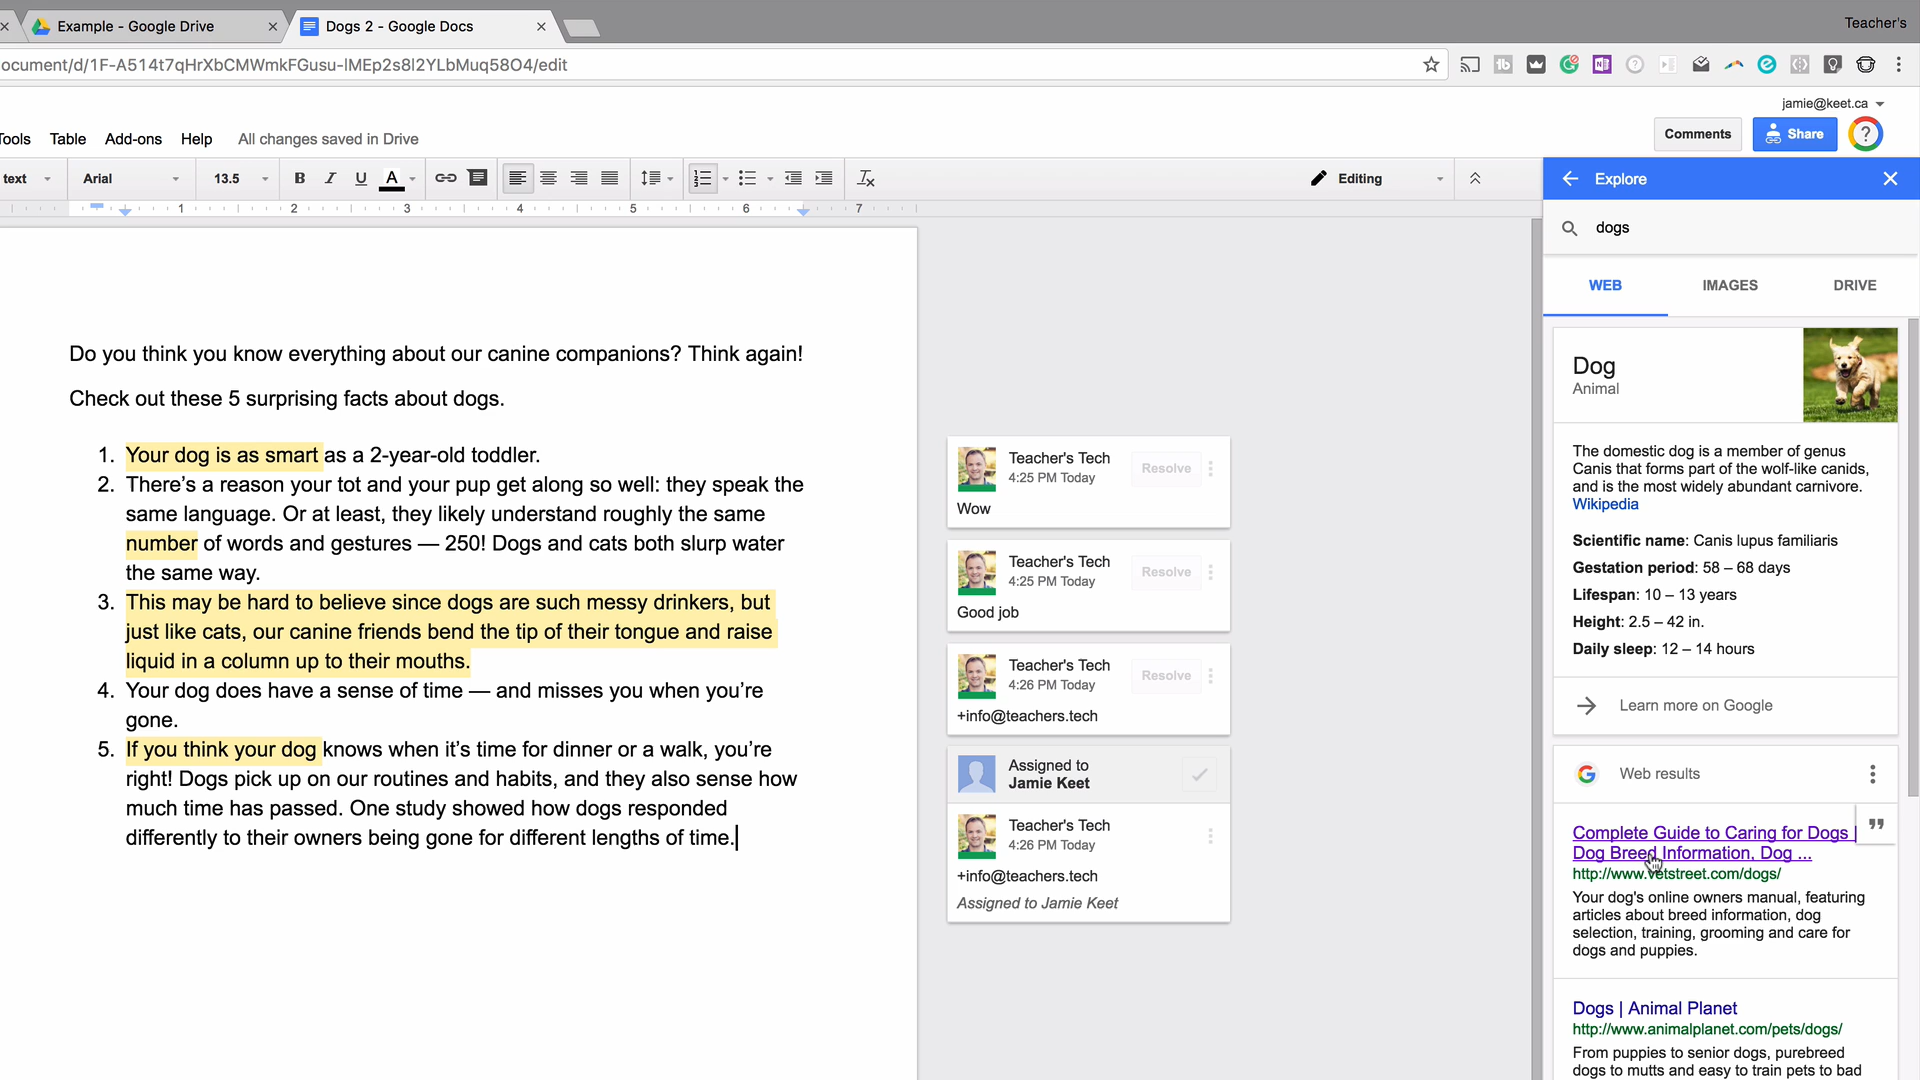 Teacher's
Example - Google Drive
Dogs 2 - Google Docs
ocument/d/1F-A514t7qHrXbCMWmkFGusu-IMEp2s8I2YLbMuq58O4/edit
jamie@keet.ca
Tools Table Add-ons Help All changes saved in Drive
Comments Share
text Arial 13.5 B I U A Editing
Explore
1 2 3 4 5 6 7
dogs
WEB IMAGES DRIVE
Do you think you know everything about our canine companions? Think again!
Check out these 5 surprising facts about dogs.
1. Your dog is as smart as a 2-year-old toddler.
2. There’s a reason your tot and your pup get along so well: they speak the
same language. Or at least, they likely understand roughly the same
number of words and gestures — 250! Dogs and cats both slurp water
the same way.
3. This may be hard to believe since dogs are such messy drinkers, but
just like cats, our canine friends bend the tip of their tongue and raise
liquid in a column up to their mouths.
4. Your dog does have a sense of time — and misses you when you’re
gone.
5. If you think your dog knows when it’s time for dinner or a walk, you’re
right! Dogs pick up on our routines and habits, and they also sense how
much time has passed. One study showed how dogs responded
differently to their owners being gone for different lengths of time.
Teacher's Tech
4:25 PM Today
Resolve
Wow
Teacher's Tech
4:25 PM Today
Resolve
Good job
Teacher's Tech
4:26 PM Today
Resolve
+info@teachers.tech
Assigned to
Jamie Keet
Teacher's Tech
4:26 PM Today
+info@teachers.tech
Assigned to Jamie Keet
Dog
Animal
The domestic dog is a member of genus
Canis that forms part of the wolf-like canids,
and is the most widely abundant carnivore.
Wikipedia
Scientific name: Canis lupus familiaris
Gestation period: 58 – 68 days
Lifespan: 10 – 13 years
Height: 2.5 – 42 in.
Daily sleep: 12 – 14 hours
Learn more on Google
Web results
Complete Guide to Caring for Dogs |
Dog Breed Information, Dog ...
http://www.vetstreet.com/dogs/
Your dog's online owners manual, featuring
articles about breed information, dog
selection, training, grooming and care for
dogs and puppies.
Dogs | Animal Planet
http://www.animalplanet.com/pets/dogs/
From puppies to senior dogs, purebred
dogs to mutts and easy to train pets to bad